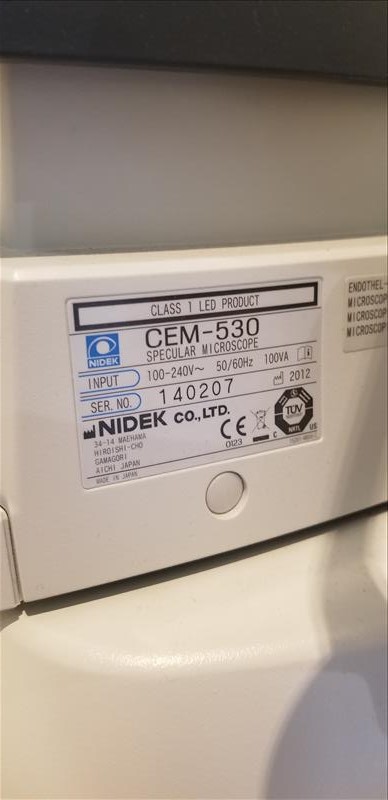 CLASS 1 LED PRODUCT
NIDEK
CEM-530
SPECULAR MICROSCOPE
INPUT 100-240V~ 50/60Hz 100VA
SER. NO. 140207 2012
NIDEK CO., LTD.
34-14 MAEHAMA
HIROISHI-CHO
GAMAGORI
AICHI JAPAN
MADE IN JAPAN
CE
0123
TÜV
NRTL
C US
ENDOTHEL-
MICROSCOP
MICROSCOP
MICROSCOP